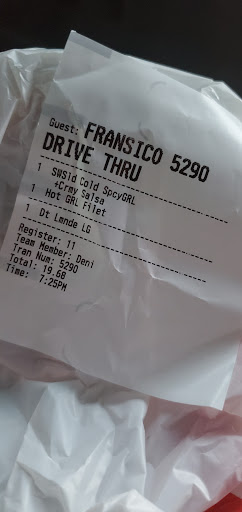 Guest: FRANSICO 5290
DRIVE THRU
1 SWSld Cold SpcyGRL
+Crmy Salsa
1 Hot GRL Filet
1 Dt Lmnde LG
Register: 11
Team Member: Deni
Tran Num: 5290
Total: 19.68
Time: 7:25PM